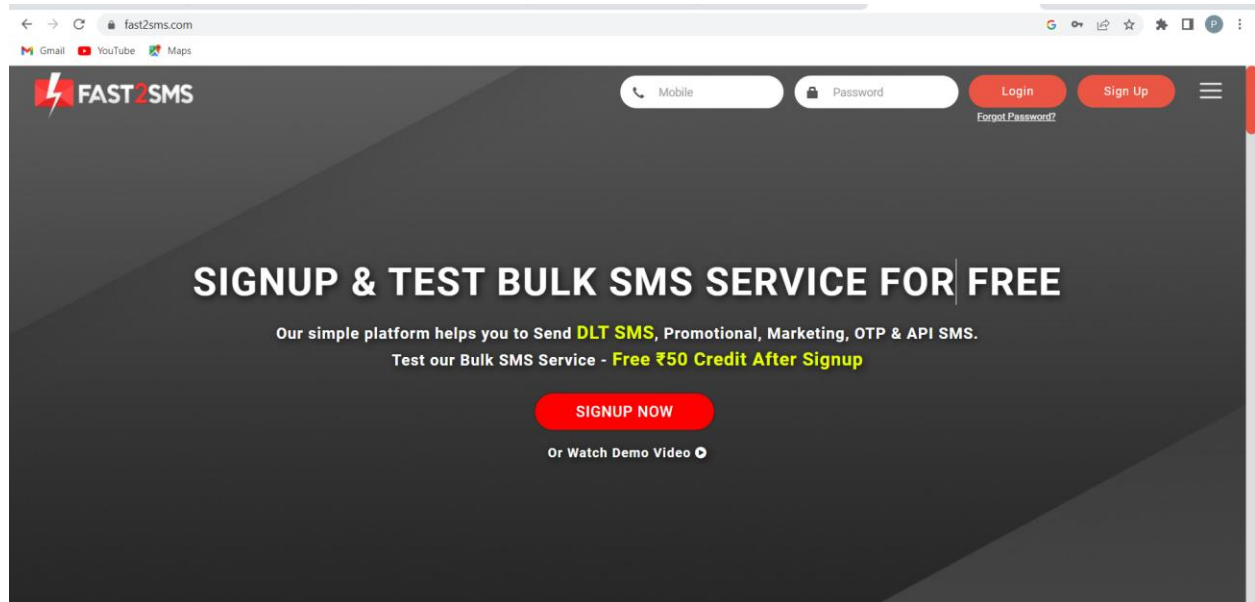 fast2sms.com
G
P
Gmail YouTube Maps
FAST2SMS
Mobile
Password
Login
Sign Up
Forgot Password?
SIGNUP & TEST BULK SMS SERVICE FOR FREE
Our simple platform helps you to Send DLT SMS, Promotional, Marketing, OTP & API SMS.
Test our Bulk SMS Service - Free ₹50 Credit After Signup
SIGNUP NOW
Or Watch Demo Video